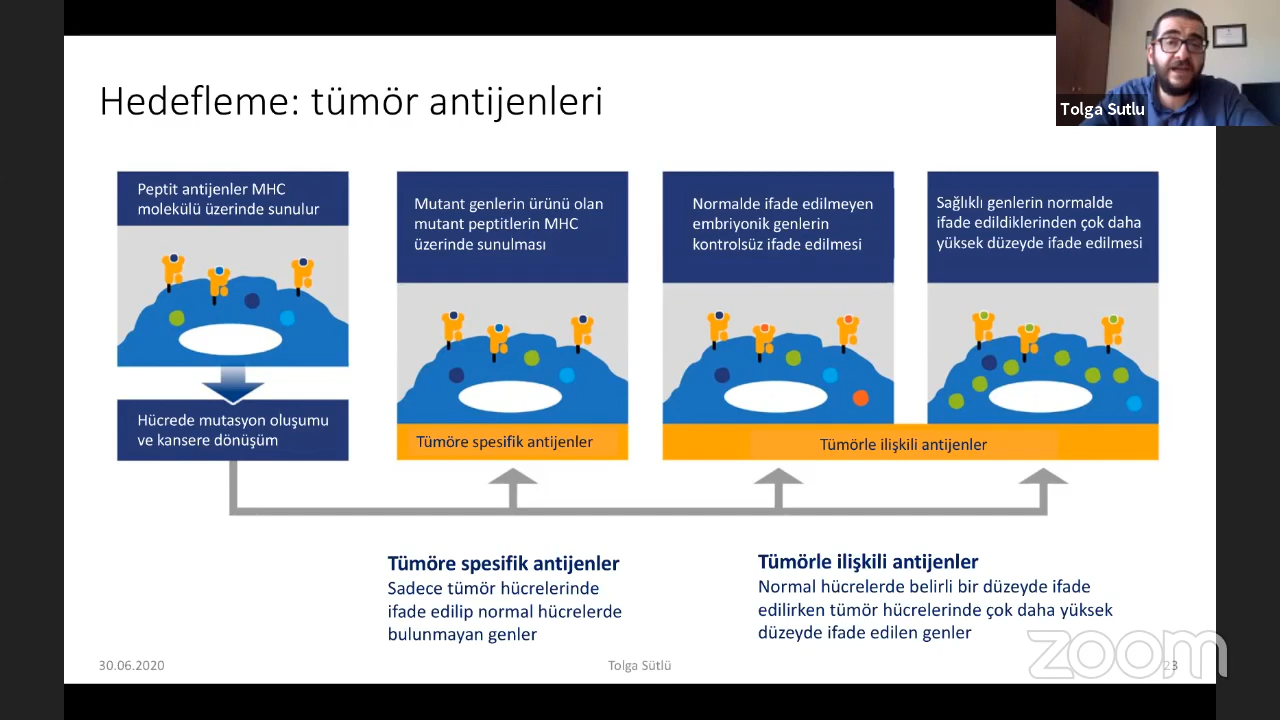 Hedefleme: tümör antijenleri
Tolga Sutlu
Peptit antijenler MHC
molekülü üzerinde sunulur
Hücrede mutasyon oluşumu
ve kansere dönüşüm
Mutant genlerin ürünü olan
mutant peptitlerin MHC
üzerinde sunulması
Tümöre spesifik antijenler
Normalde ifade edilmeyen
embriyonik genlerin
kontrolsüz ifade edilmesi
Sağlıklı genlerin normalde
ifade edildiklerinden çok daha
yüksek düzeyde ifade edilmesi
Tümörle ilişkili antijenler
Tümöre spesifik antijenler
Sadece tümör hücrelerinde
ifade edilip normal hücrelerde
bulunmayan genler
Tümörle ilişkili antijenler
Normal hücrelerde belirli bir düzeyde ifade
edilirken tümör hücrelerinde çok daha yüksek
düzeyde ifade edilen genler
30.06.2020
Tolga Sütlü
23
zoom